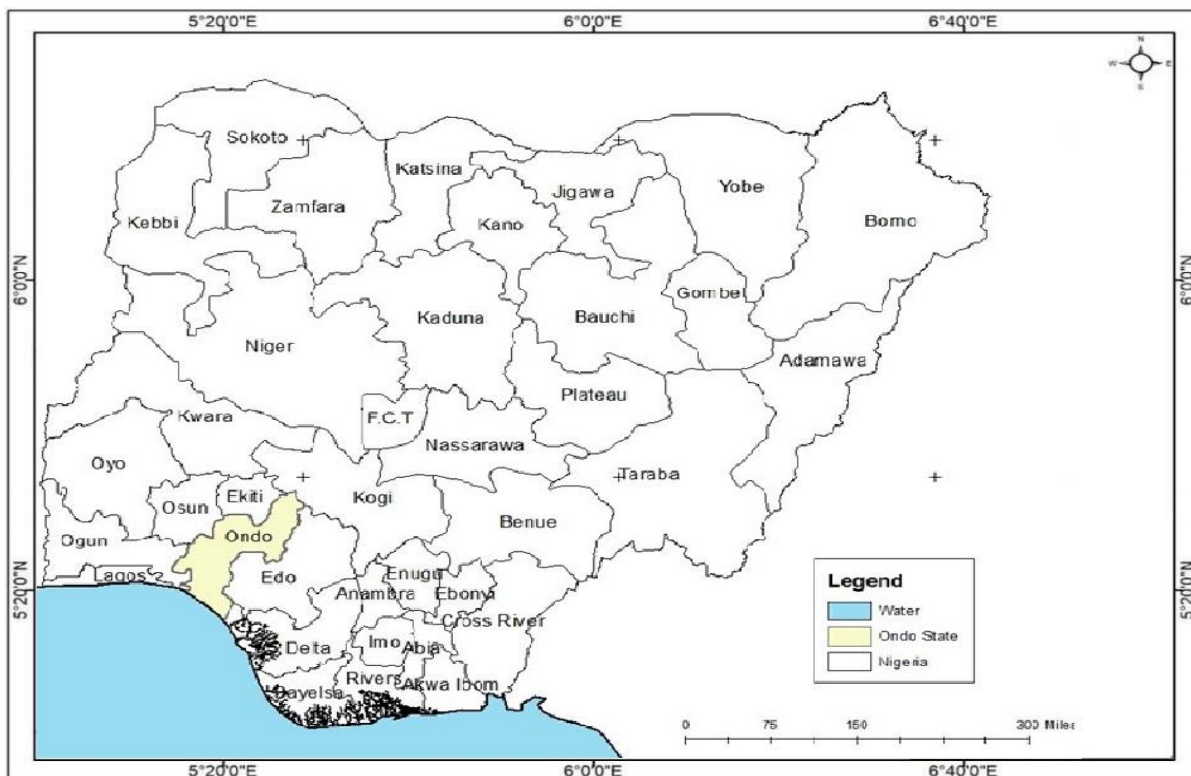 5°20'0"E 6°0'0"E 6°40'0"E
N
W E
S
Sokoto
Katsina
Yobe
Jigawa
Zamfara
Kebbi
Kano
Borno
6°0'0"N 6°0'0"N
Gombel
Kaduna
Bauchi
Niger
Adamawa
Plateau
Kwara
F.C.T
Nassarawa
Oyo
Taraba
Ekiti
Kogi
Osun
Benue
Ondo
Ogun
Lagos
Edo
Enugu
5°20'0"N 5°20'0"N
Anambra
Ebonyi
Cross River
Legend
Water
Ondo State
Nigeria
Delta
Imo
Abia
Rivers
Akwa Ibom
Bayelsa
0 75 150 300 Miles
5°20'0"E 6°0'0"E 6°40'0"E